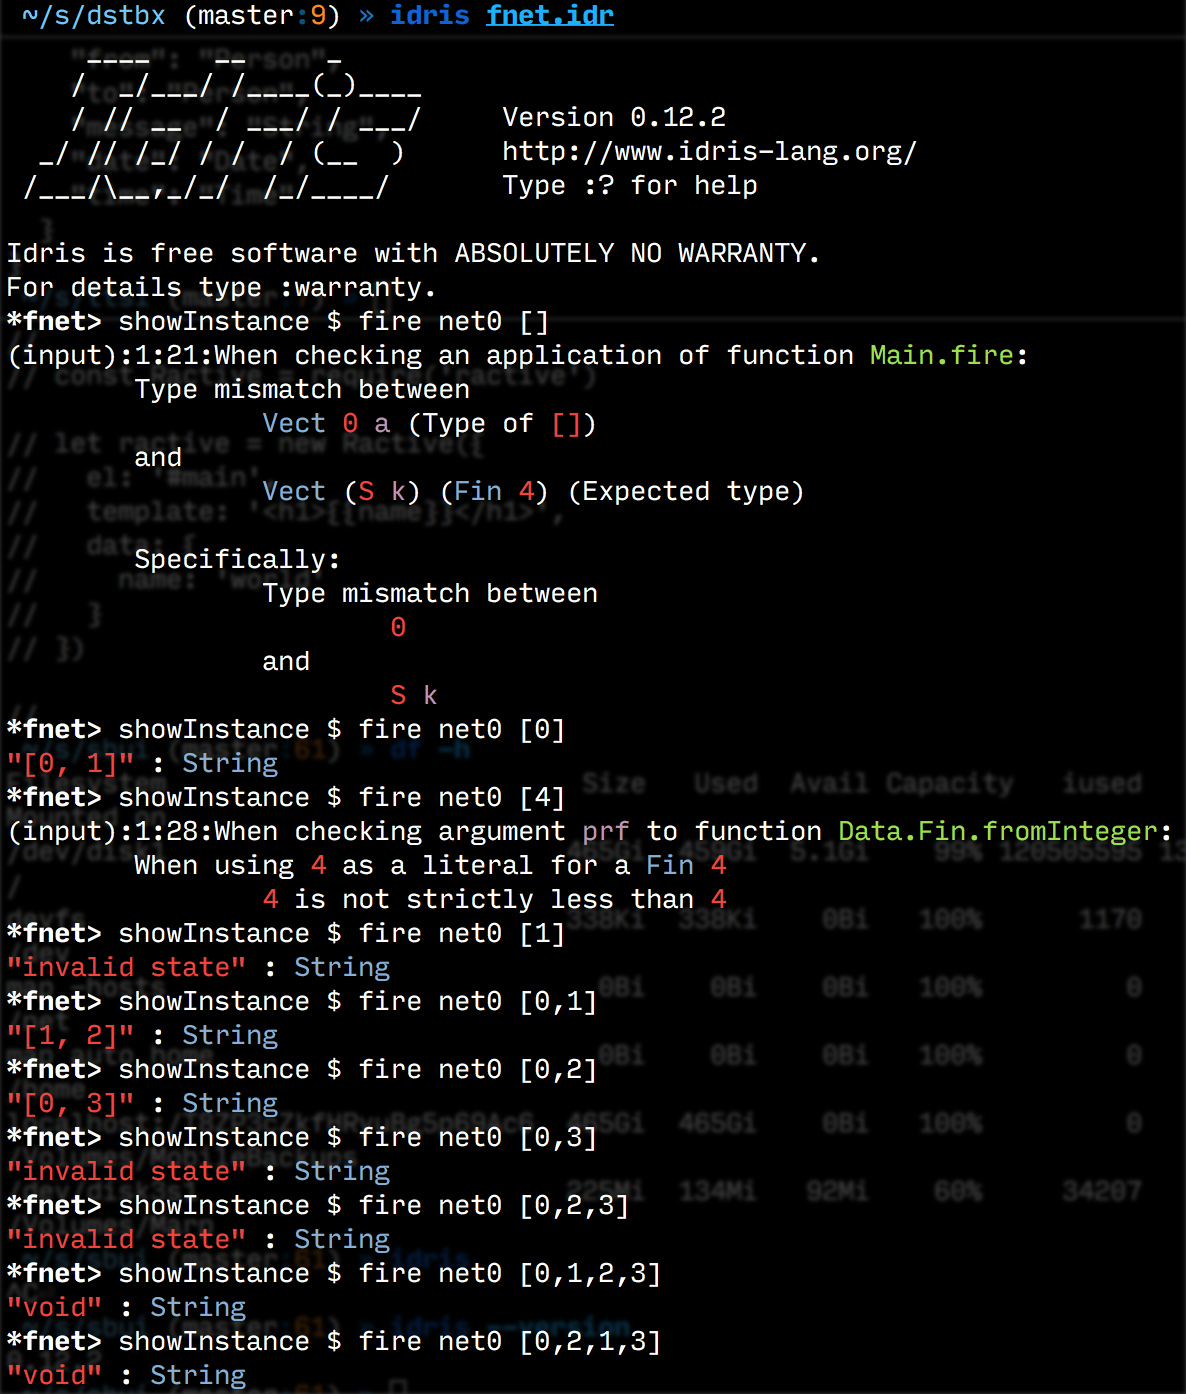 ~/s/dstbx (master:9) » idris fnet.idr
    ____    __     _
    /  _/___/ /____(_)____
    / // __  / ___/ / ___/     Version 0.12.2
  _/ // /_/ / /  / (__  )      http://www.idris-lang.org/
 /___/\__,_/_/  /_/____/       Type :? for help
Idris is free software with ABSOLUTELY NO WARRANTY.
For details type :warranty.
*fnet> showInstance $ fire net0 []
(input):1:21:When checking an application of function Main.fire:
        Type mismatch between
                Vect 0 a (Type of [])
        and
                Vect (S k) (Fin 4) (Expected type)
        Specifically:
                Type mismatch between
                        0
                and
                        S k
*fnet> showInstance $ fire net0 [0]
"[0, 1]" : String
*fnet> showInstance $ fire net0 [4]
(input):1:28:When checking argument prf to function Data.Fin.fromInteger:
        When using 4 as a literal for a Fin 4
                4 is not strictly less than 4
*fnet> showInstance $ fire net0 [1]
"invalid state" : String
*fnet> showInstance $ fire net0 [0,1]
"[1, 2]" : String
*fnet> showInstance $ fire net0 [0,2]
"[0, 3]" : String
*fnet> showInstance $ fire net0 [0,3]
"invalid state" : String
*fnet> showInstance $ fire net0 [0,2,3]
"invalid state" : String
*fnet> showInstance $ fire net0 [0,1,2,3]
"void" : String
*fnet> showInstance $ fire net0 [0,2,1,3]
"void" : String